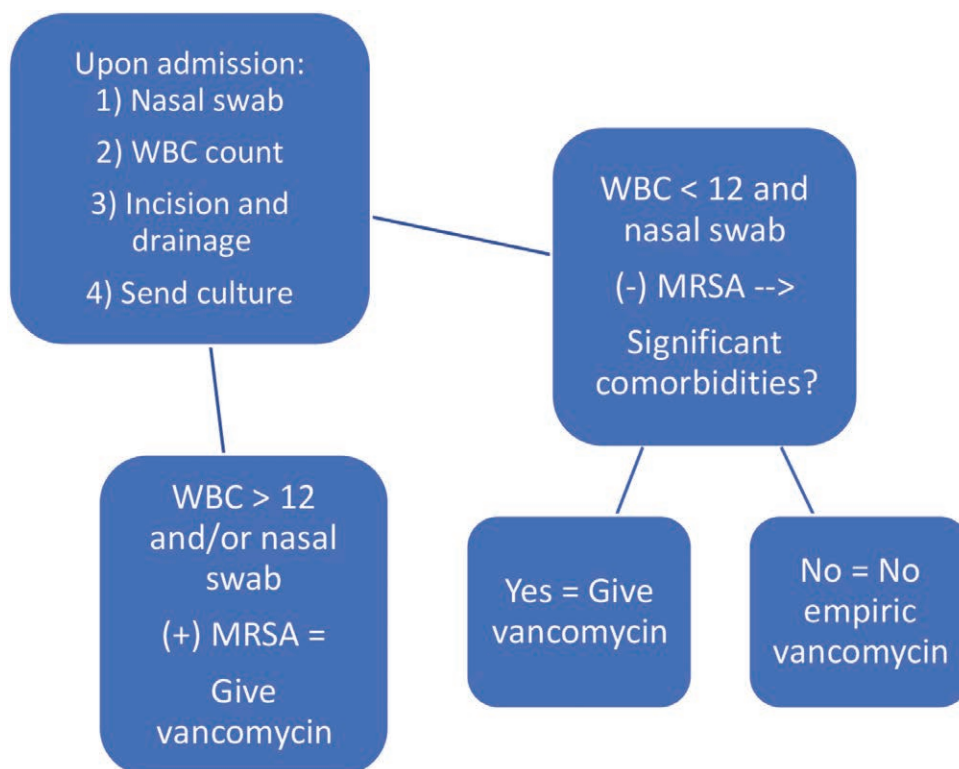 Upon admission:
1) Nasal swab
2) WBC count
3) Incision and
drainage
4) Send culture
WBC < 12 and
nasal swab
(-) MRSA -->
Significant
comorbidities?
WBC > 12
and/or nasal
swab
(+) MRSA =
Give
vancomycin
Yes = Give
vancomycin
No = No
empiric
vancomycin